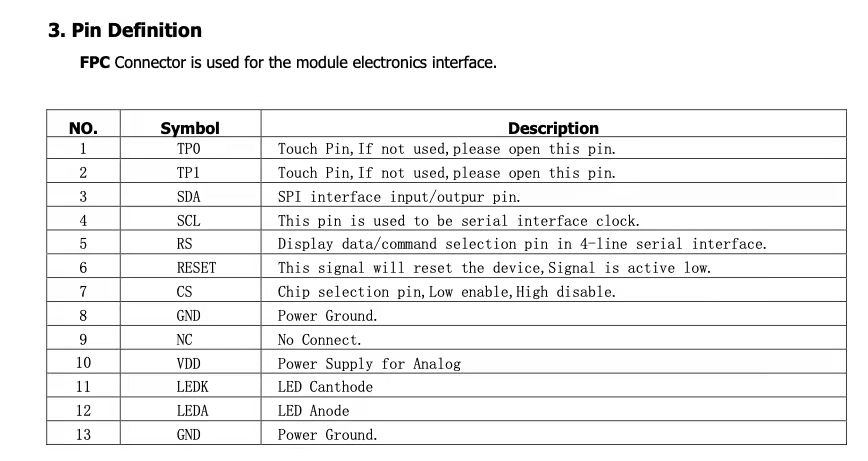 3. Pin Definition
FPC Connector is used for the module electronics interface.
NO. Symbol Description
1 TP0 Touch Pin,If not used,please open this pin.
2 TP1 Touch Pin,If not used,please open this pin.
3 SDA SPI interface input/outpur pin.
4 SCL This pin is used to be serial interface clock.
5 RS Display data/command selection pin in 4-line serial interface.
6 RESET This signal will reset the device,Signal is active low.
7 CS Chip selection pin,Low enable,High disable.
8 GND Power Ground.
9 NC No Connect.
10 VDD Power Supply for Analog
11 LEDK LED Canthode
12 LEDA LED Anode
13 GND Power Ground.